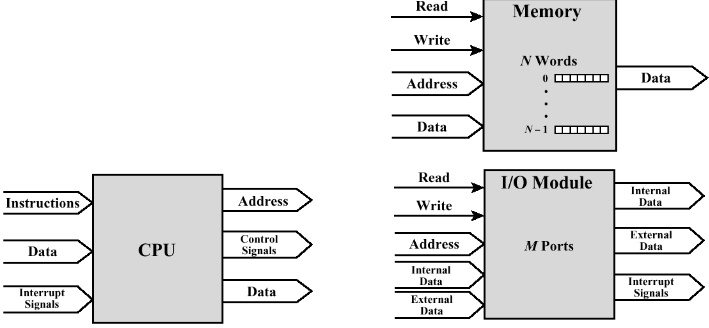 Read
Write
Address
Data
Memory
N Words
0
N – 1
Data
Instructions
Data
Interrupt
Signals
CPU
Address
Control
Signals
Data
Read
Write
Address
Internal
Data
External
Data
I/O Module
M Ports
Internal
Data
External
Data
Interrupt
Signals